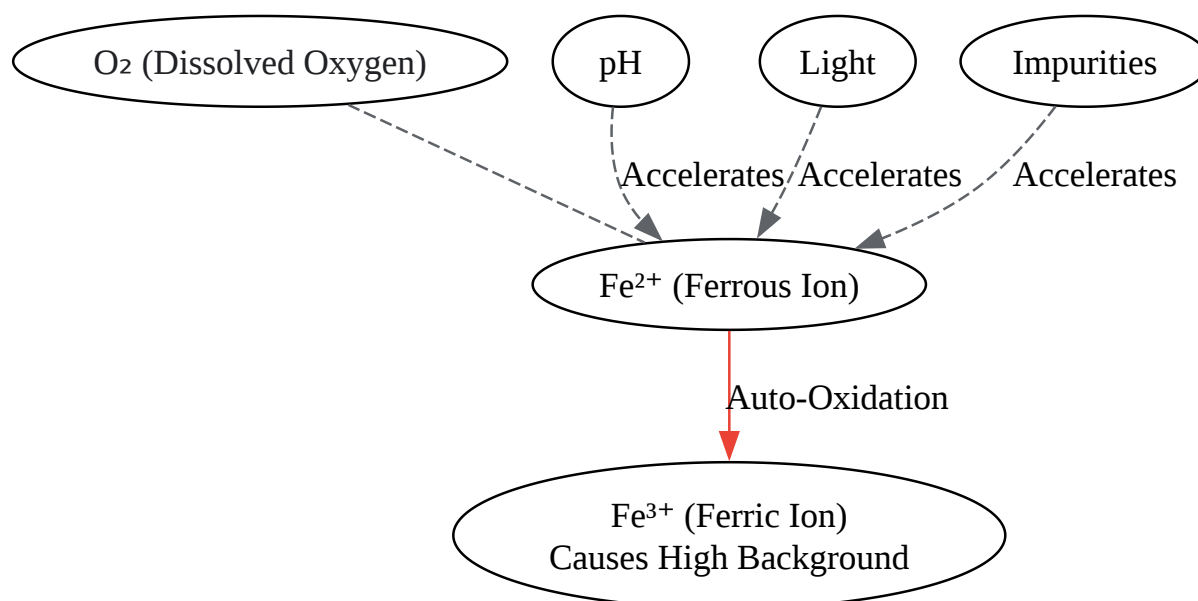 O₂ (Dissolved Oxygen)
pH
Light
Impurities
Accelerates
Accelerates
Accelerates
Fe²⁺ (Ferrous Ion)
Auto-Oxidation
Fe³⁺ (Ferric Ion)
Causes High Background